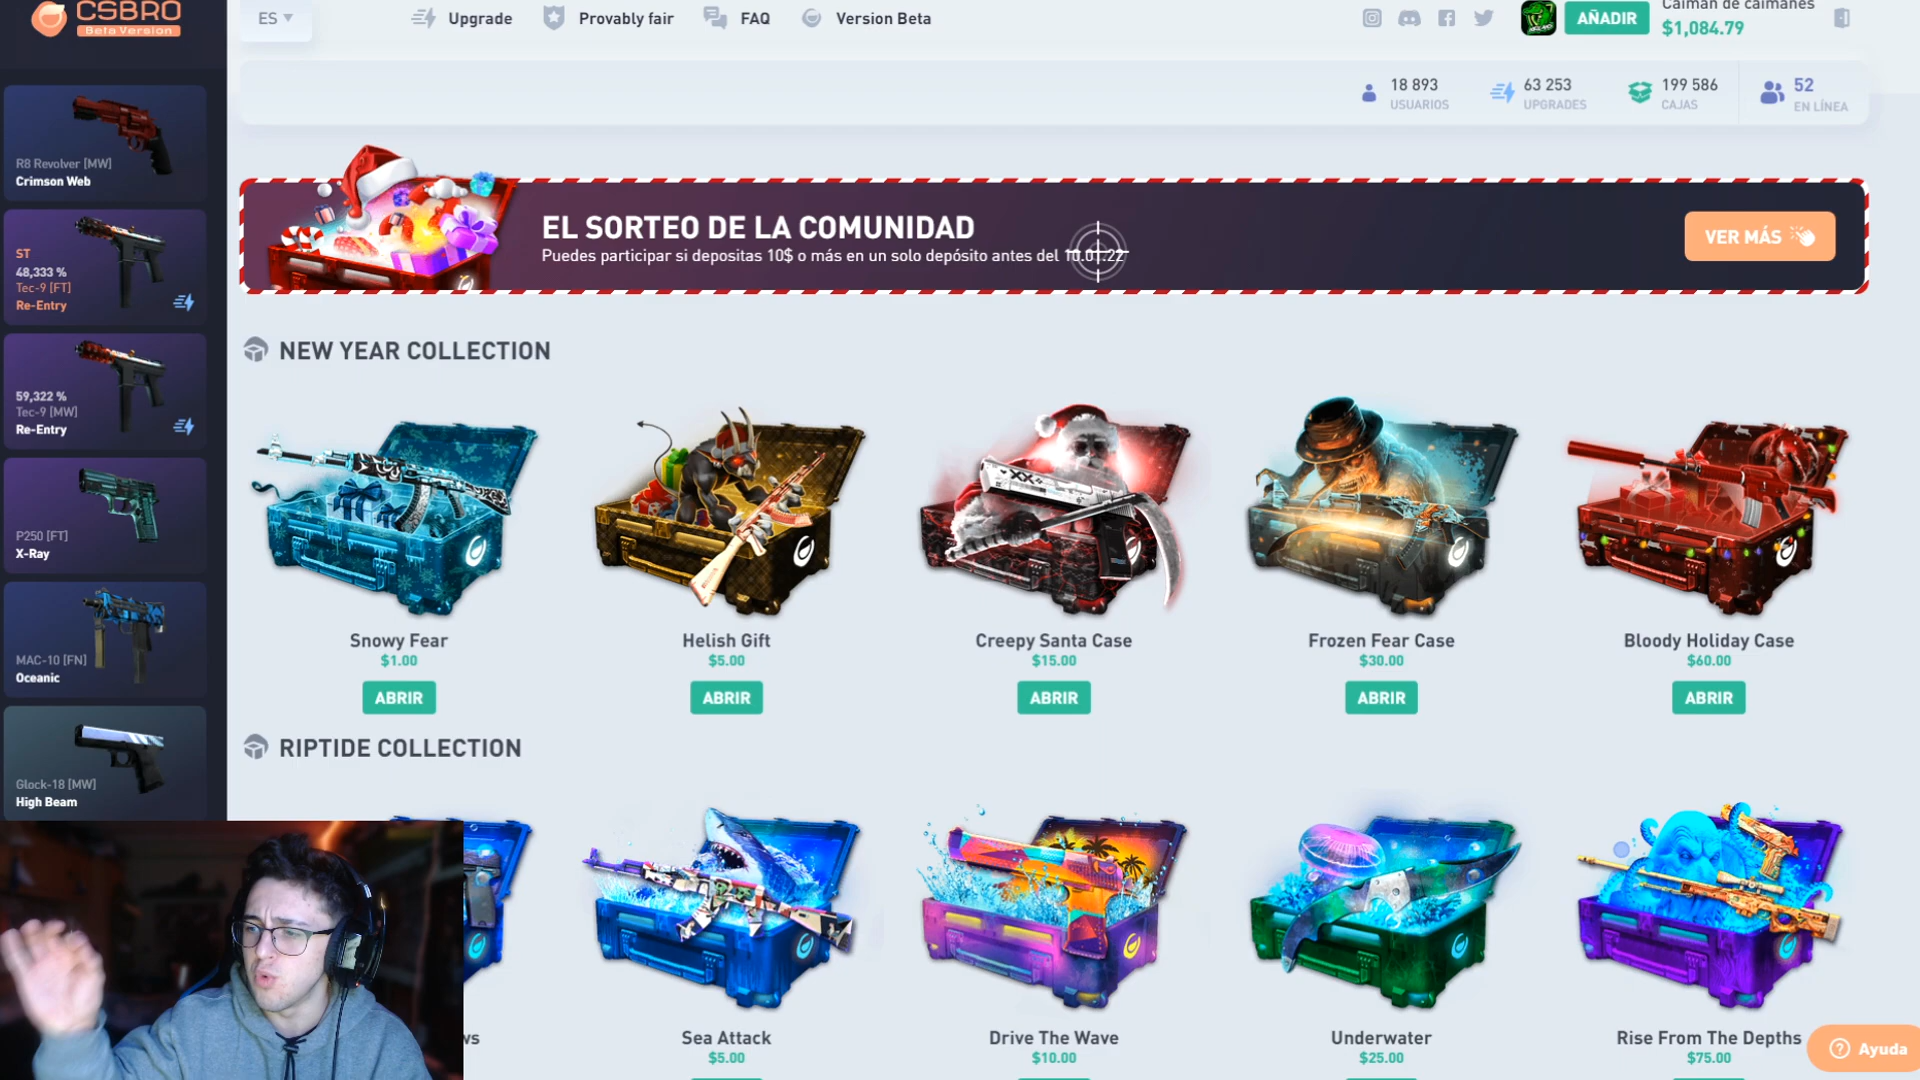 CSBRO
Beta Version
ES
Upgrade
Provably fair
FAQ
Version Beta
AÑADIR
Caimán de caimanes
$1,084.79
18 893
USUARIOS
63 253
UPGRADES
199 586
CAJAS
52
EN LÍNEA
R8 Revolver [MW]
Crimson Web
ST
48,333 %
Tec-9 [FT]
Re-Entry
59,322 %
Tec-9 [MW]
Re-Entry
P250 [FT]
X-Ray
MAC-10 [FN]
Oceanic
Glock-18 [MW]
High Beam
EL SORTEO DE LA COMUNIDAD
Puedes participar si depositas 10$ o más en un solo depósito antes del 10.01.22
VER MÁS
NEW YEAR COLLECTION
Snowy Fear
$1.00
ABRIR
Helish Gift
$5.00
ABRIR
Creepy Santa Case
$15.00
ABRIR
Frozen Fear Case
$30.00
ABRIR
Bloody Holiday Case
$60.00
ABRIR
RIPTIDE COLLECTION
Sea Attack
$5.00
Drive The Wave
$10.00
Underwater
$25.00
Rise From The Depths
$75.00
Ayuda